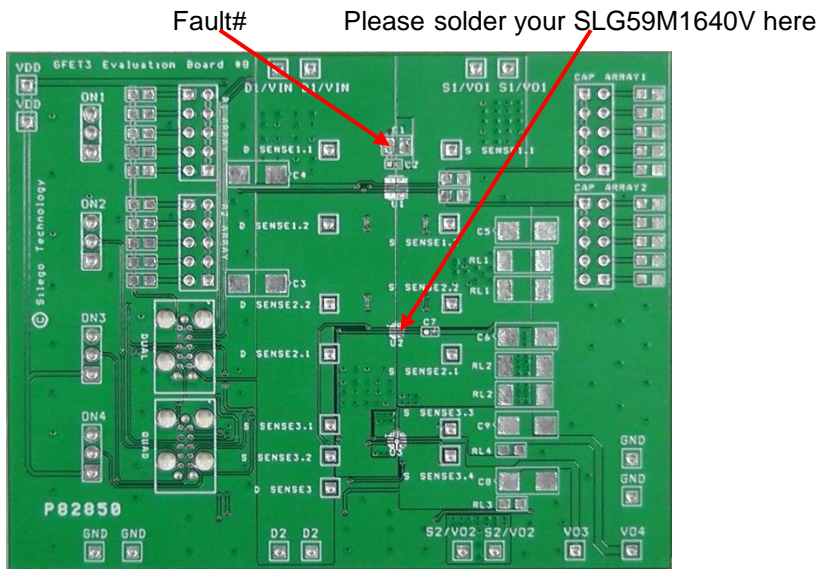 Fault#
Please solder your SLG59M1640V here
GFET3 Evaluation Board #8
VDD
VDD
ON1
D1/VIN D1/VIN
S1/VO1 S1/VO1
CAP ARRAY1
D SENSE1.1
C2
S SENSE1.1
C4
U1
CAP ARRAY2
ON2
R2 ARRAY
D SENSE1.2
C5
RL1
C3
RL1
D SENSE2.2
© Silego Technology
ON3
DUAL
C7
C6
D SENSE2.1
S SENSE2.1
RL2
RL2
ON4
QUAD
S SENSE3.3
C9
S SENSE3.1
RL4
GND
S SENSE3.2
S SENSE3.4
C8
D SENSE3
GND
RL3
P82850
GND GND
D2 D2
S2/VO2 S2/VO2
VO3
VO4